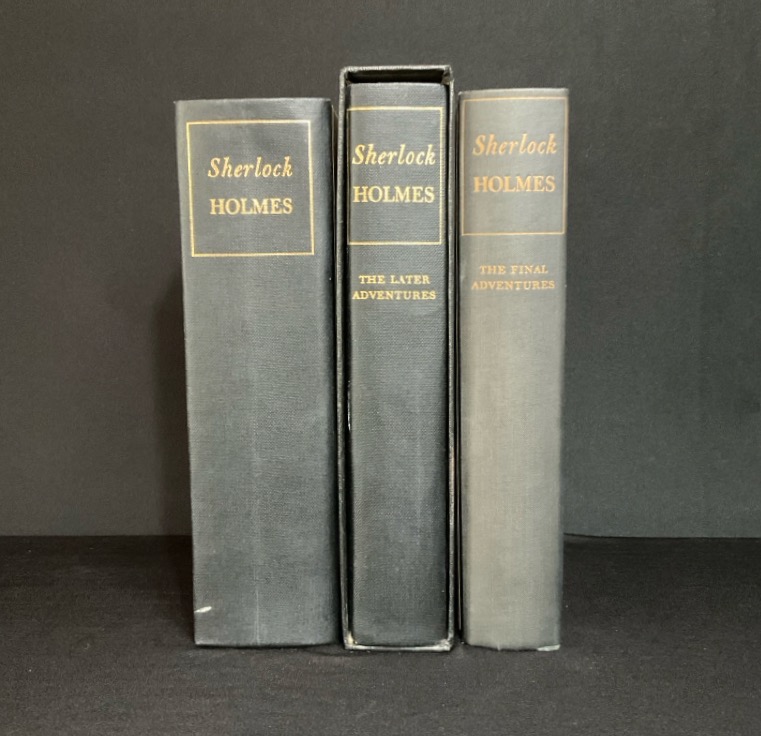 Sherlock
HOLMES
Sherlock
HOLMES
THE LATER
ADVENTURES
Sherlock
HOLMES
THE FINAL
ADVENTURES